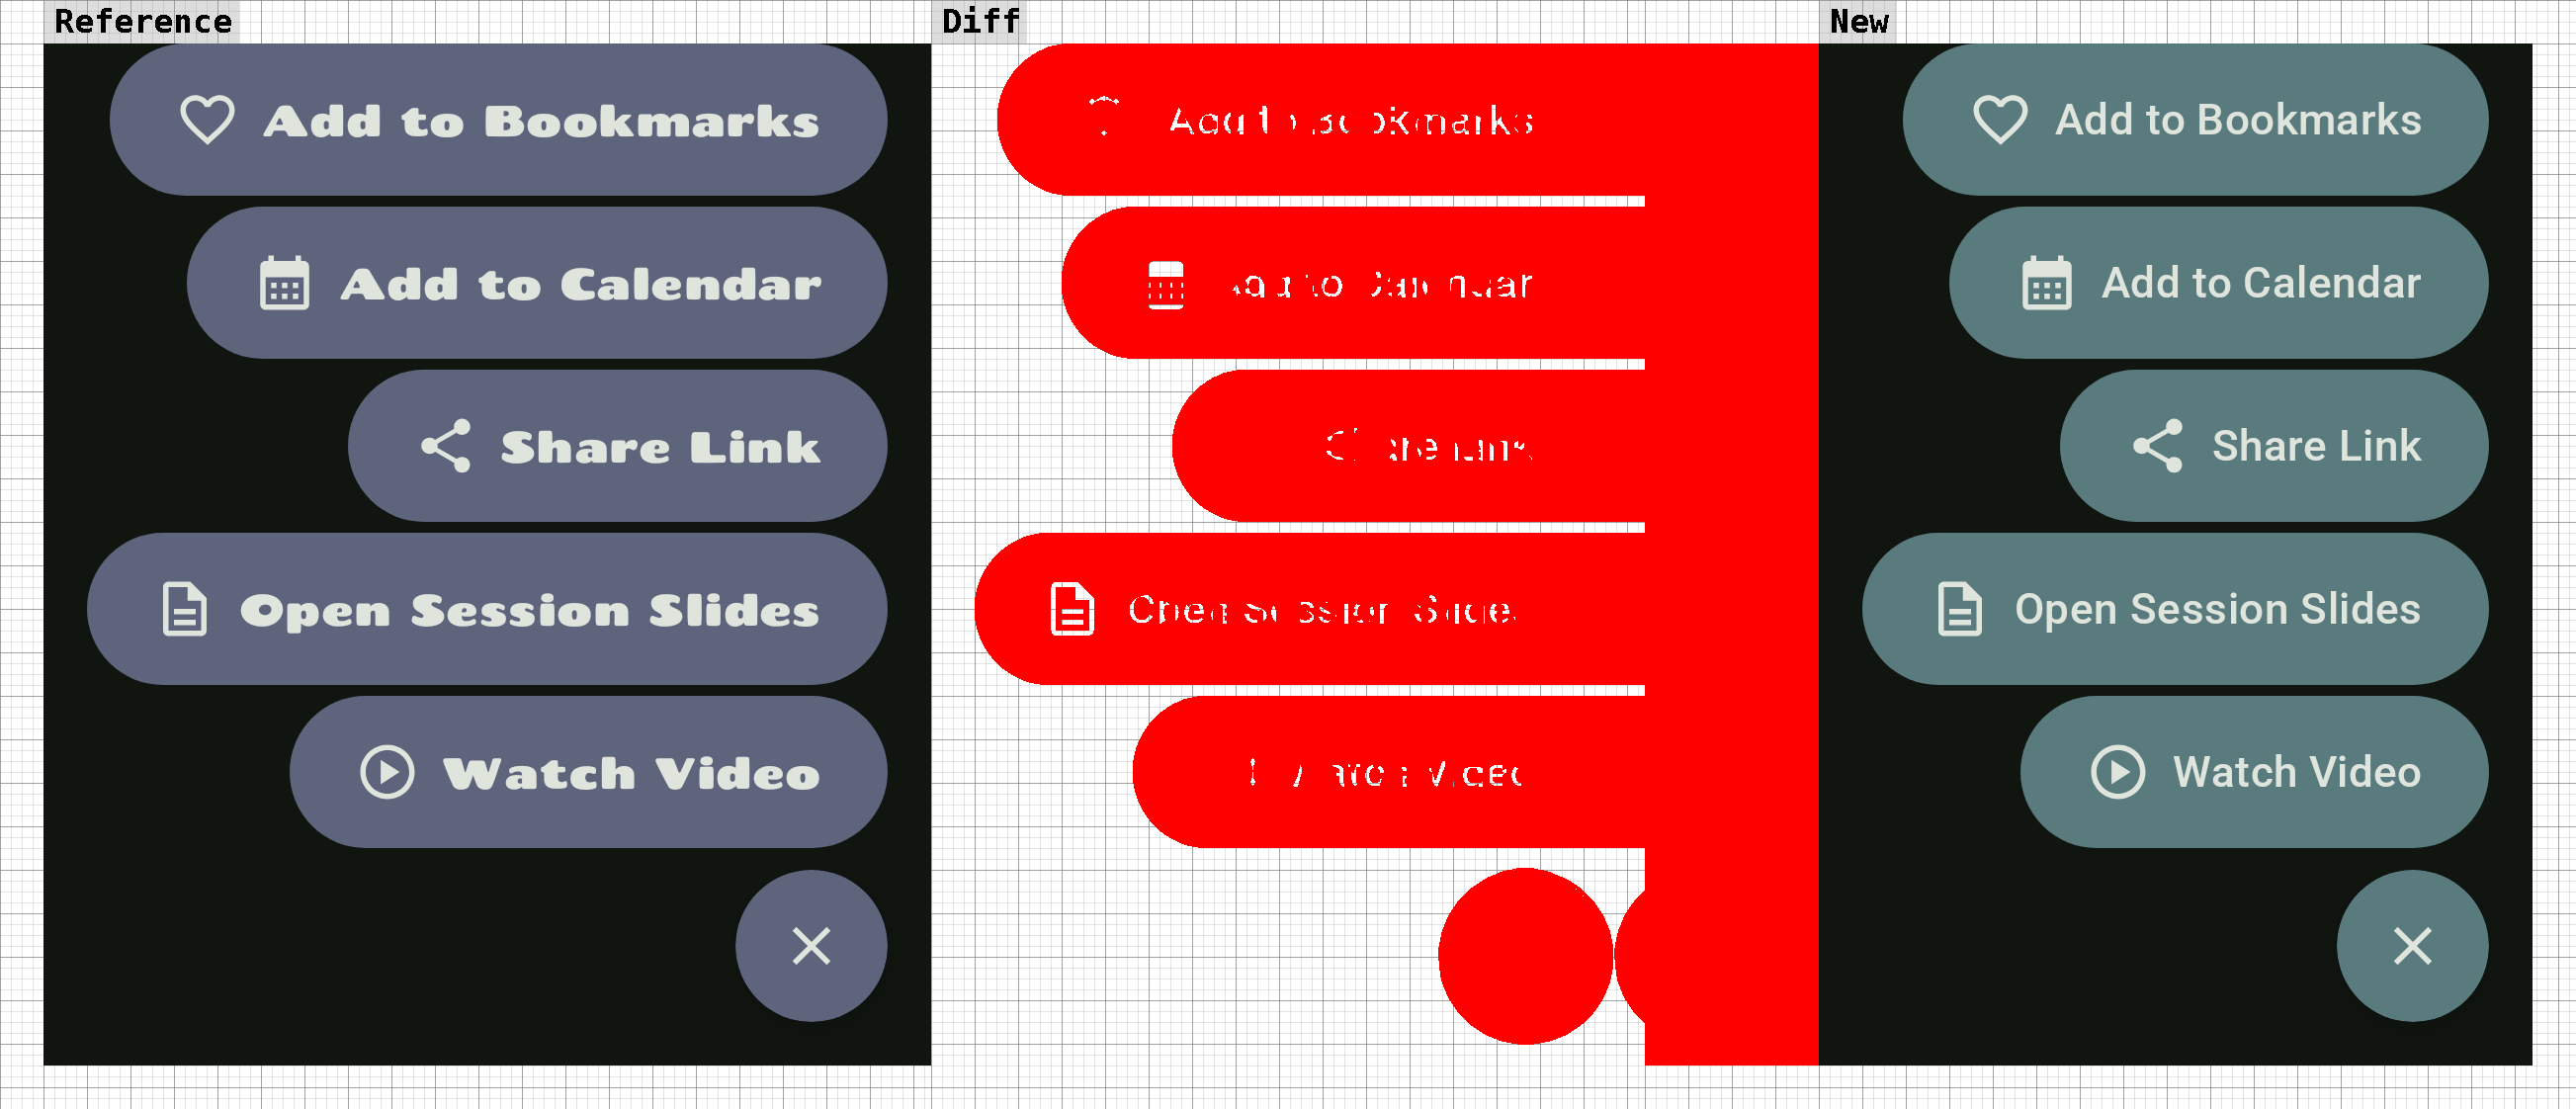 Reference
Add to Bookmarks
Add to Calendar
Share Link
Open Session Slides
Watch Video
Diff
New
Add to Bookmarks
Add to Calendar
Share Link
Open Session Slides
Watch Video